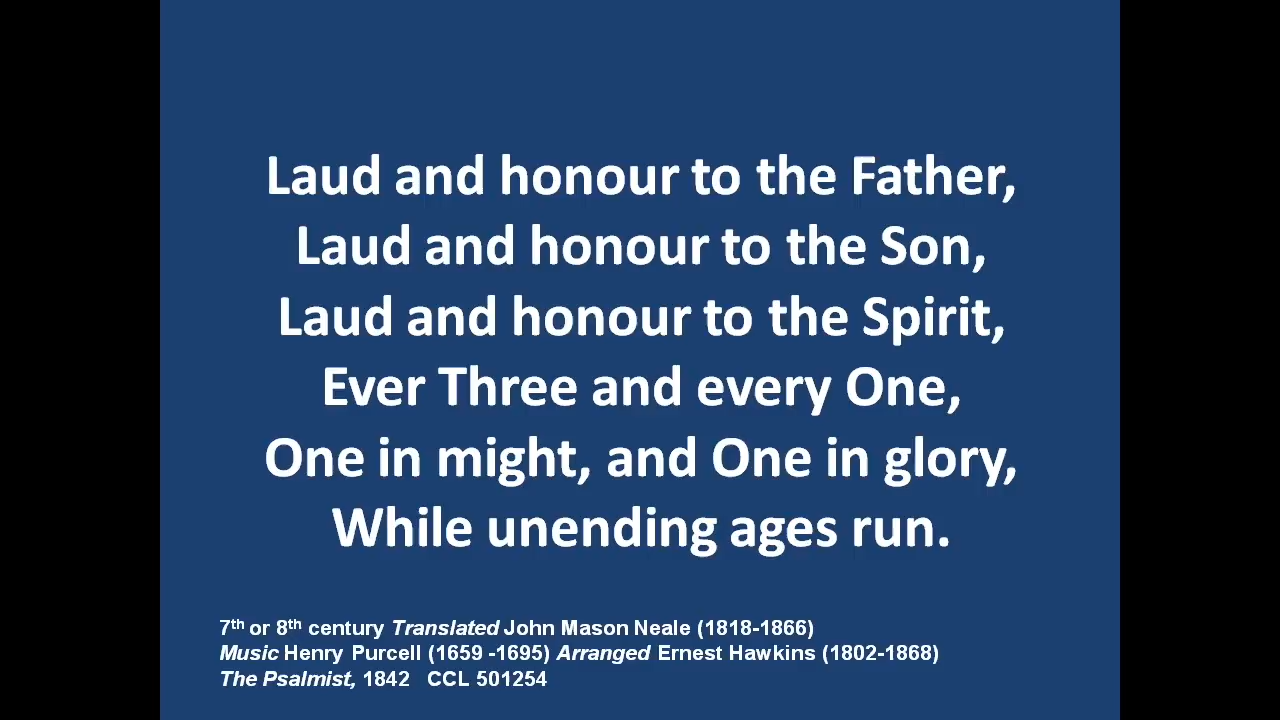 Laud and honour to the Father,
Laud and honour to the Son,
Laud and honour to the Spirit,
Ever Three and every One,
One in might, and One in glory,
While unending ages run.
7th or 8th century Translated John Mason Neale (1818-1866)
Music Henry Purcell (1659 -1695) Arranged Ernest Hawkins (1802-1868)
The Psalmist, 1842 CCL 501254